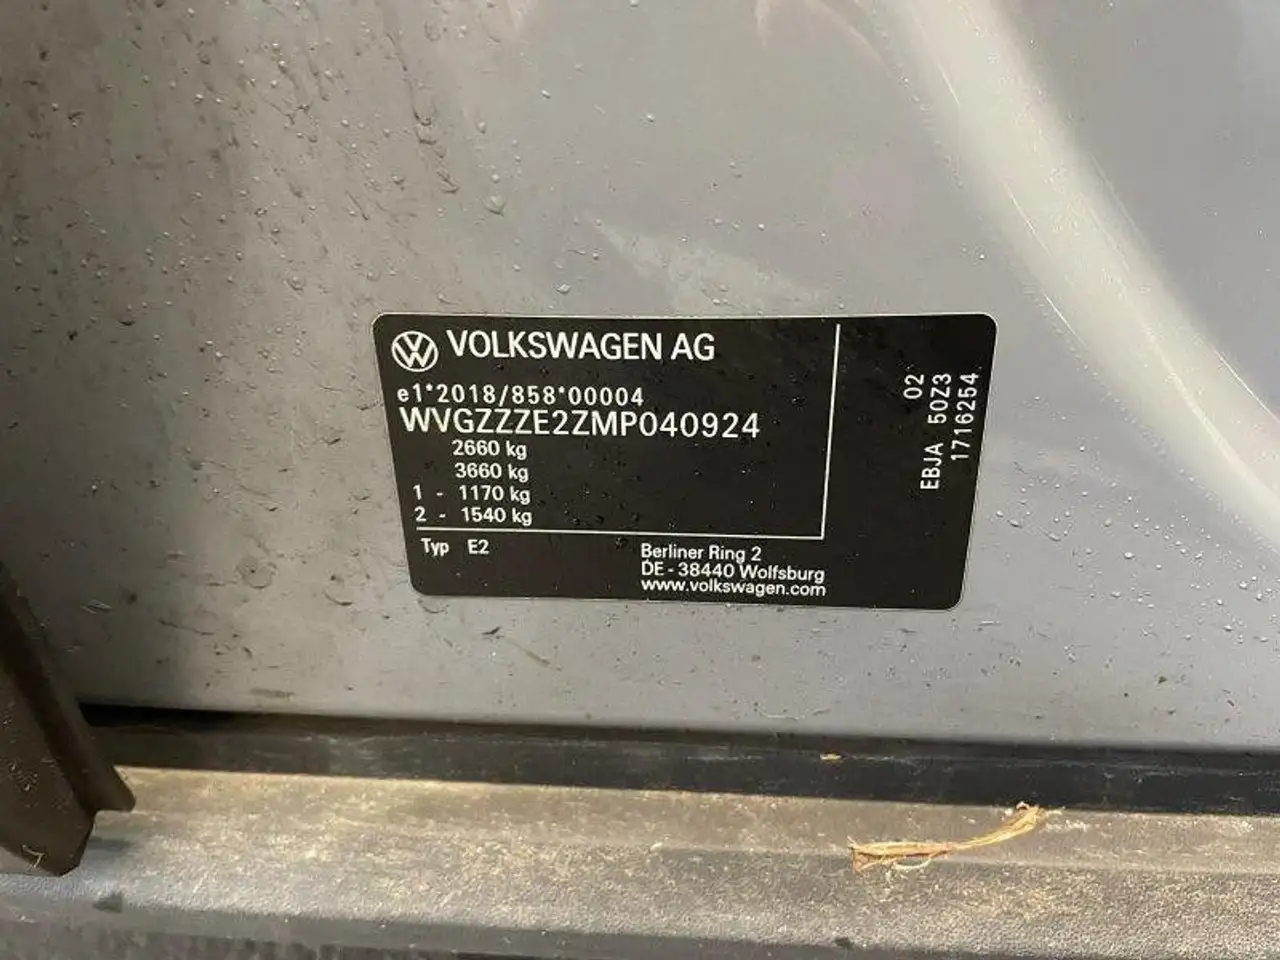 VOLKSWAGEN AG
e1*2018/858*00004
WVGZZZE2ZMP040924
2660 kg
3660 kg
1 - 1170 kg
2 - 1540 kg
Typ E2
Berliner Ring 2
DE - 38440 Wolfsburg
www.volkswagen.com
02
EBJA 50Z3
1716254